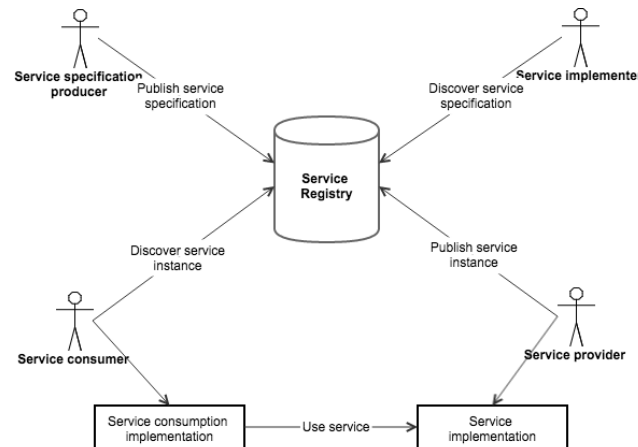 Service specification
producer
Publish service
specification
Service implementer
Discover service
specification
Service
Registry
Discover service
instance
Publish service
instance
Service consumer
Service provider
Service consumption
implementation
Use service
Service
implementation